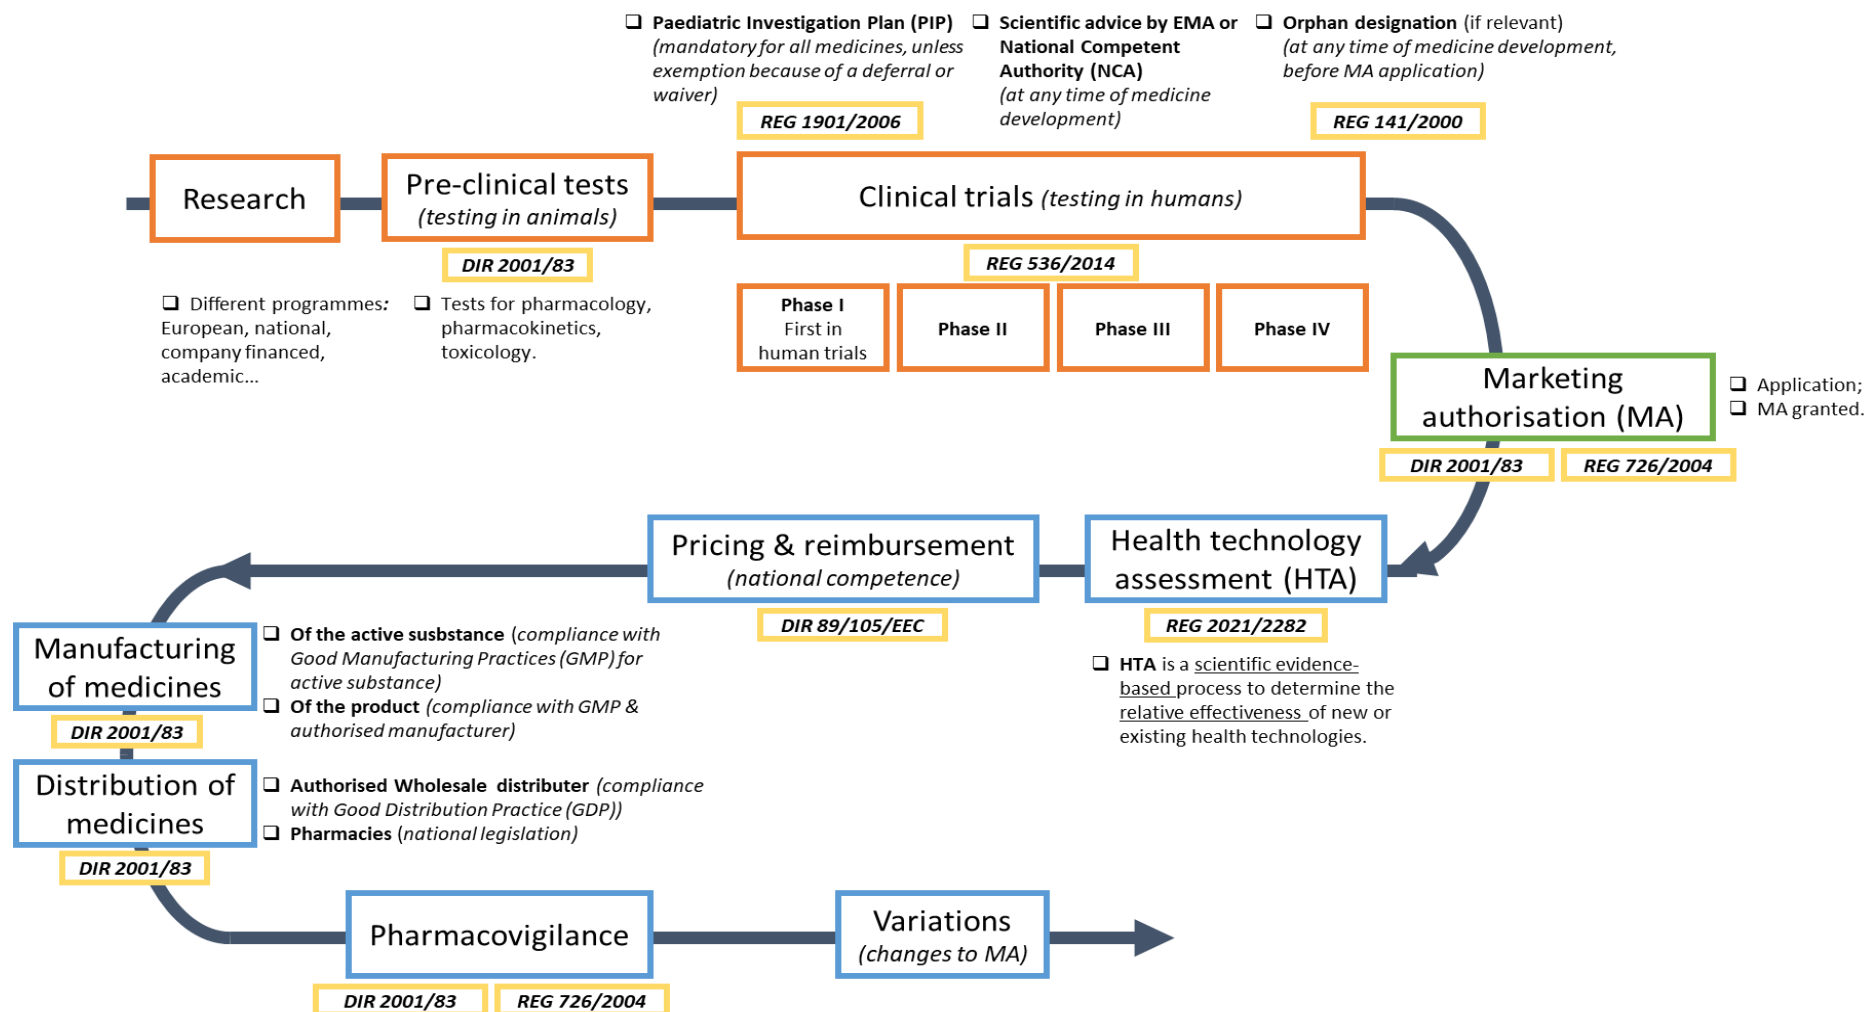 ❑ Paediatric Investigation Plan (PIP)
(mandatory for all medicines, unless
exemption because of a deferral or
waiver)
REG 1901/2006
❑ Scientific advice by EMA or
National Competent
Authority (NCA)
(at any time of medicine
development)
❑ Orphan designation (if relevant)
(at any time of medicine development,
before MA application)
REG 141/2000
Research
❑ Different programmes:
European, national,
company financed,
academic...
Pre-clinical tests
(testing in animals)
DIR 2001/83
❑ Tests for pharmacology,
pharmacokinetics,
toxicology.
Clinical trials (testing in humans)
REG 536/2014
Phase I
First in
human trials
Phase II
Phase III
Phase IV
Marketing
authorisation (MA)
❑ Application;
❑ MA granted.
DIR 2001/83
REG 726/2004
Health technology
assessment (HTA)
REG 2021/2282
❑ HTA is a scientific evidence-
based process to determine the
relative effectiveness of new or
existing health technologies.
Pricing & reimbursement
(national competence)
DIR 89/105/EEC
Manufacturing
of medicines
DIR 2001/83
❑ Of the active susbstance (compliance with
Good Manufacturing Practices (GMP) for
active substance)
❑ Of the product (compliance with GMP &
authorised manufacturer)
Distribution of
medicines
DIR 2001/83
❑ Authorised Wholesale distributer (compliance
with Good Distribution Practice (GDP))
❑ Pharmacies (national legislation)
Pharmacovigilance
DIR 2001/83
REG 726/2004
Variations
(changes to MA)